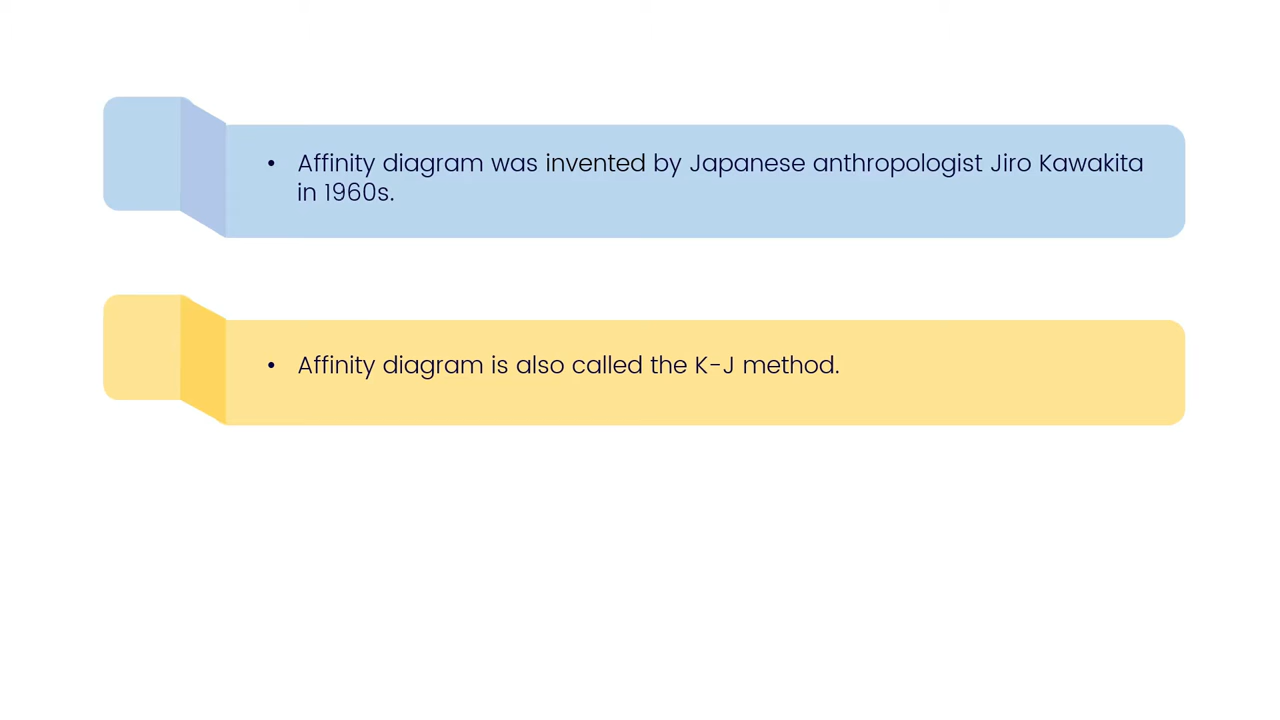 • Affinity diagram was invented by Japanese anthropologist Jiro Kawakita
in 1960s.
• Affinity diagram is also called the K-J method.